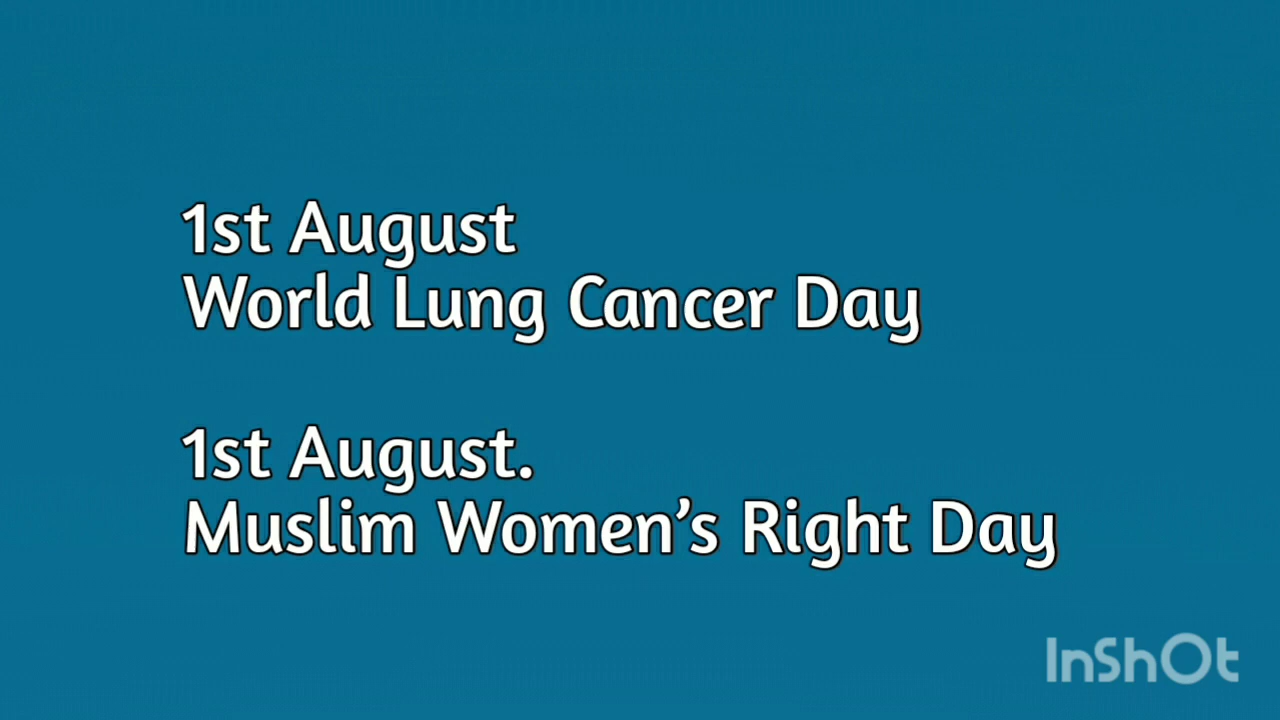 1st August
World Lung Cancer Day
1st August.
Muslim Women’s Right Day
InShOt